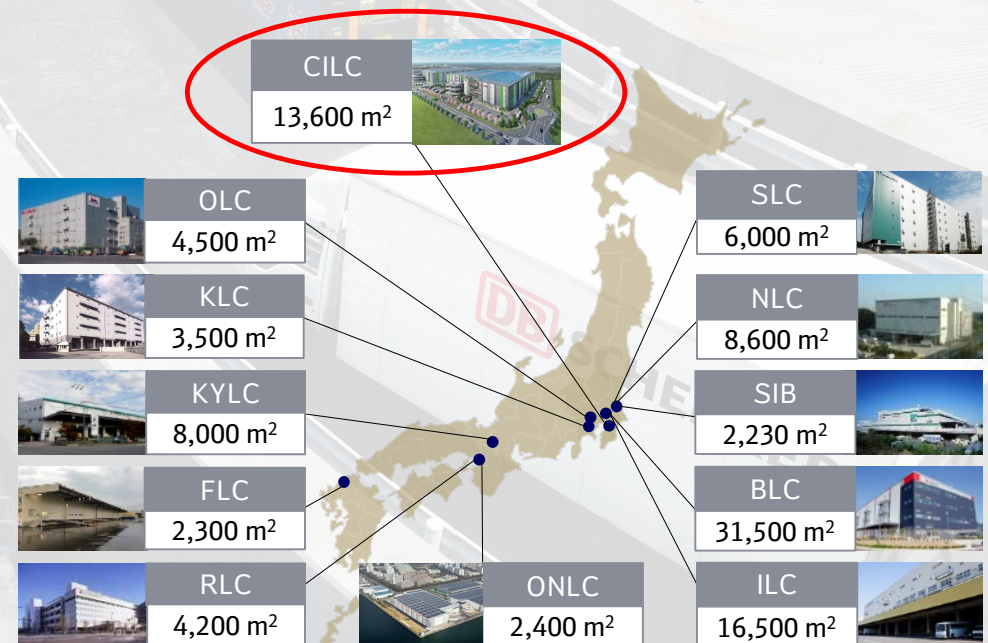 CILC
13,600 m²
OLC
4,500 m²
KLC
3,500 m²
KYLC
8,000 m²
FLC
2,300 m²
RLC
4,200 m²
ONLC
2,400 m²
SLC
6,000 m²
NLC
8,600 m²
SIB
2,230 m²
BLC
31,500 m²
ILC
16,500 m²
DB SCHENKER